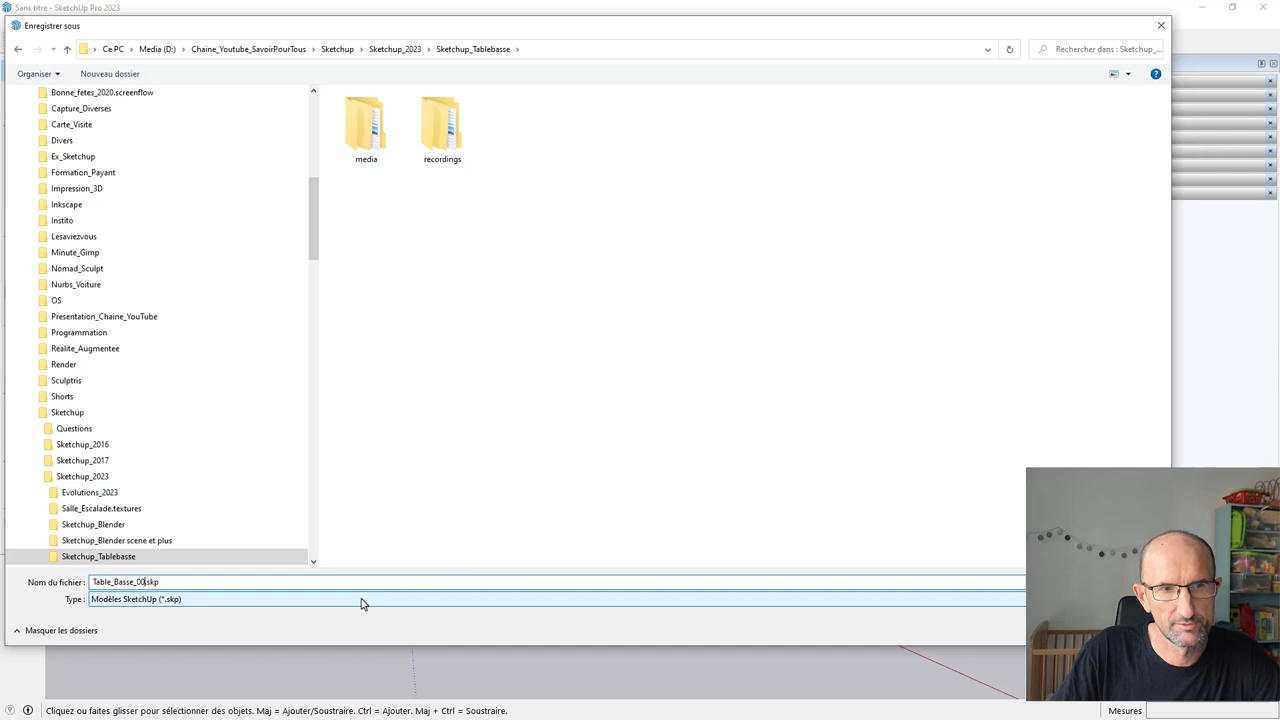 Sans titre - SketchUp Pro 2023
Enregistrer sous
Ce PC > Media (D:) > Chaine_Youtube_SavoirPourTous > Sketchup > Sketchup_2023 > Sketchup_Tablebasse >
Rechercher dans : Sketchup_...
Organiser
Nouveau dossier
Bonne_fetes_2020.screenflow
Capture_Diverses
Carte_Visite
Divers
Ex_Sketchup
Formation_Payant
Impression_3D
Inkscape
Instito
Lesaviezvous
Minute_Gimp
Nomad_Sculpt
Nurbs_Voiture
OS
Presentation_Chaine_YouTube
Programmation
Realite_Augmentee
Render
Sculptris
Shorts
Sketchup
Questions
Sketchup_2016
Sketchup_2017
Sketchup_2023
Evolutions_2023
Salle_Escalade.textures
Sketchup_Blender
Sketchup_Blender scene et plus
Sketchup_Tablebasse
media
recordings
Nom du fichier : Table_Basse_00.skp
Type : Modèles SketchUp (*.skp)
Masquer les dossiers
Cliquez ou faites glisser pour sélectionner des objets. Maj = Ajouter/Soustraire. Ctrl = Ajouter. Maj + Ctrl = Soustraire.
Mesures